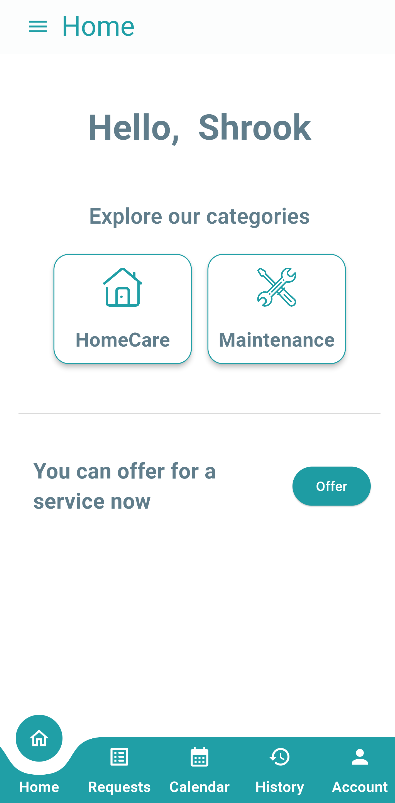 Home
Hello, Shrook
Explore our categories
HomeCare
Maintenance
You can offer for a
service now
Offer
Home
Requests
Calendar
History
Account